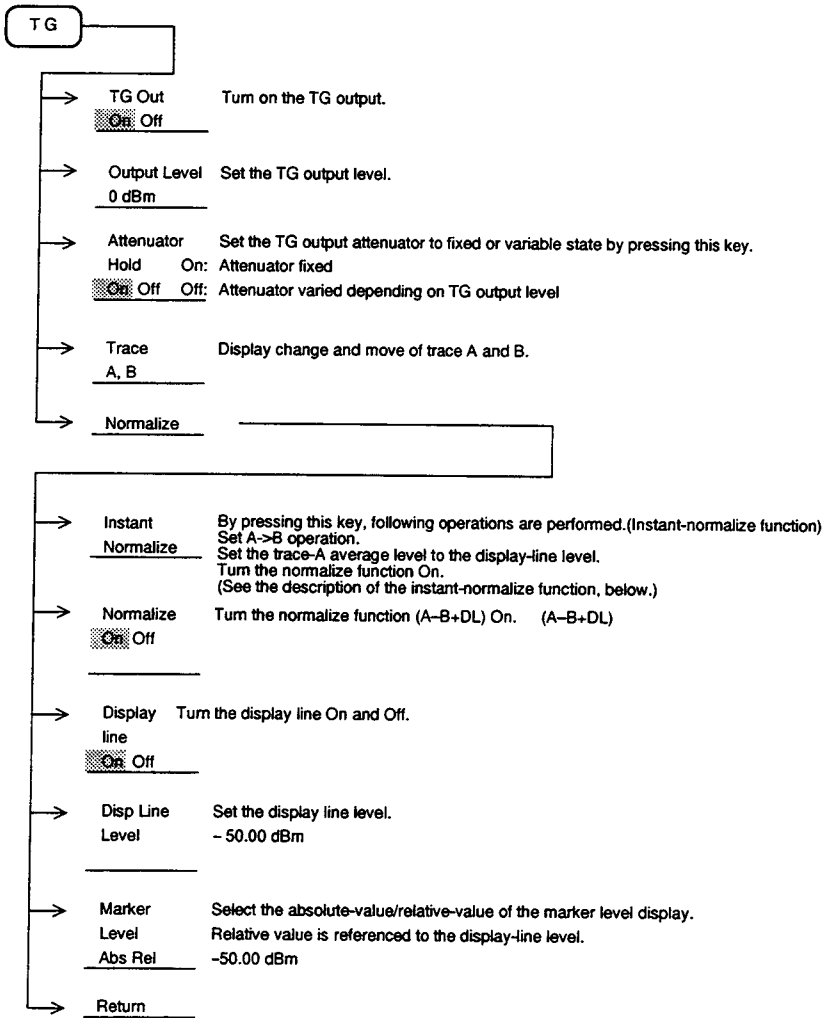 TG
TG Out Turn on the TG output.
On Off
Output Level Set the TG output level.
0 dBm
Attenuator Set the TG output attenuator to fixed or variable state by pressing this key.
Hold On: Attenuator fixed
On Off Off: Attenuator varied depending on TG output level
Trace Display change and move of trace A and B.
A, B
Normalize
Instant By pressing this key, following operations are performed.(Instant-normalize function)
Normalize Set A->B operation.
Set the trace-A average level to the display-line level.
Turn the normalize function On.
(See the description of the instant-normalize function, below.)
Normalize Turn the normalize function (A–B+DL) On. (A–B+DL)
On Off
Display Turn the display line On and Off.
line
On Off
Disp Line Set the display line level.
Level – 50.00 dBm
Marker Select the absolute-value/relative-value of the marker level display.
Level Relative value is referenced to the display-line level.
Abs Rel –50.00 dBm
Return